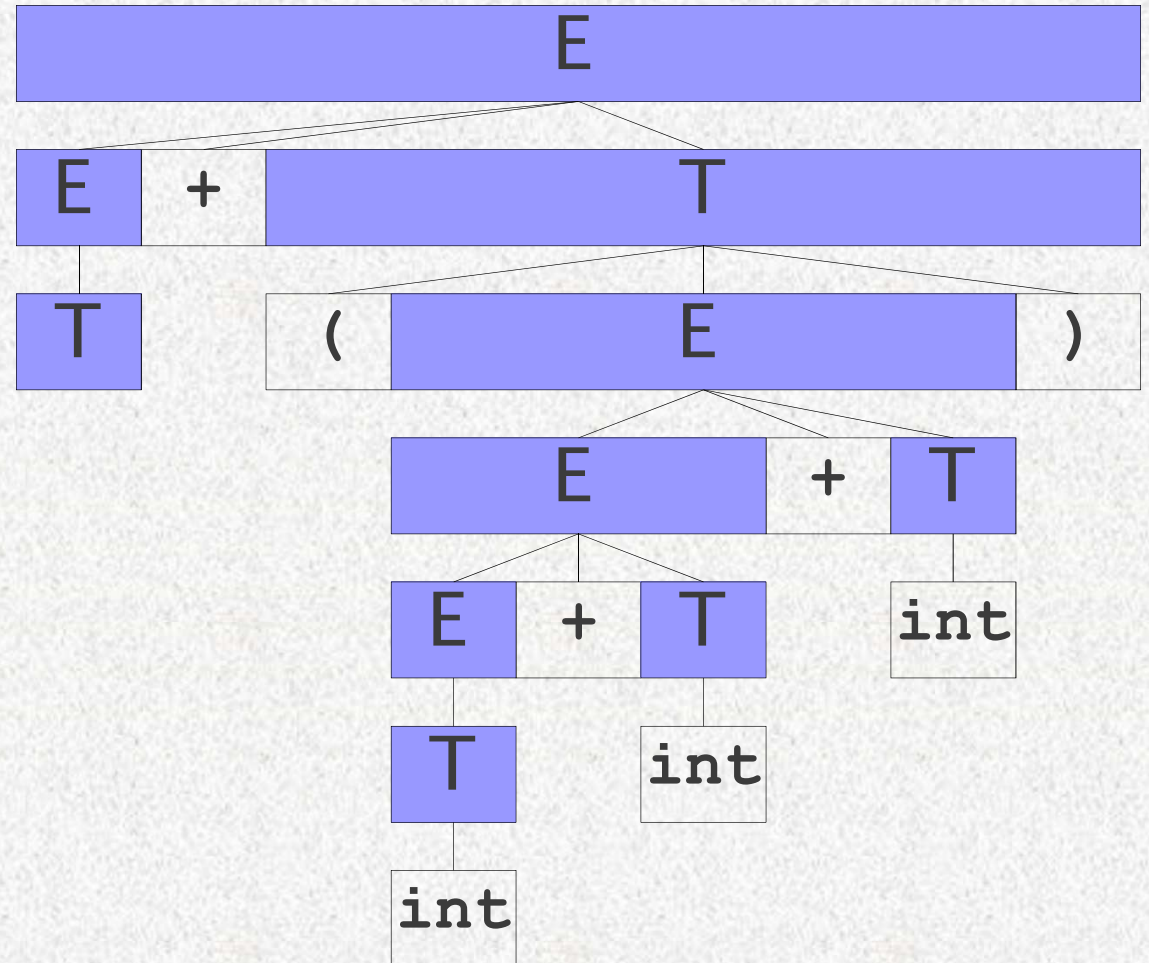 E
E + T
T ( E )
E + T
E + T int
T int
int